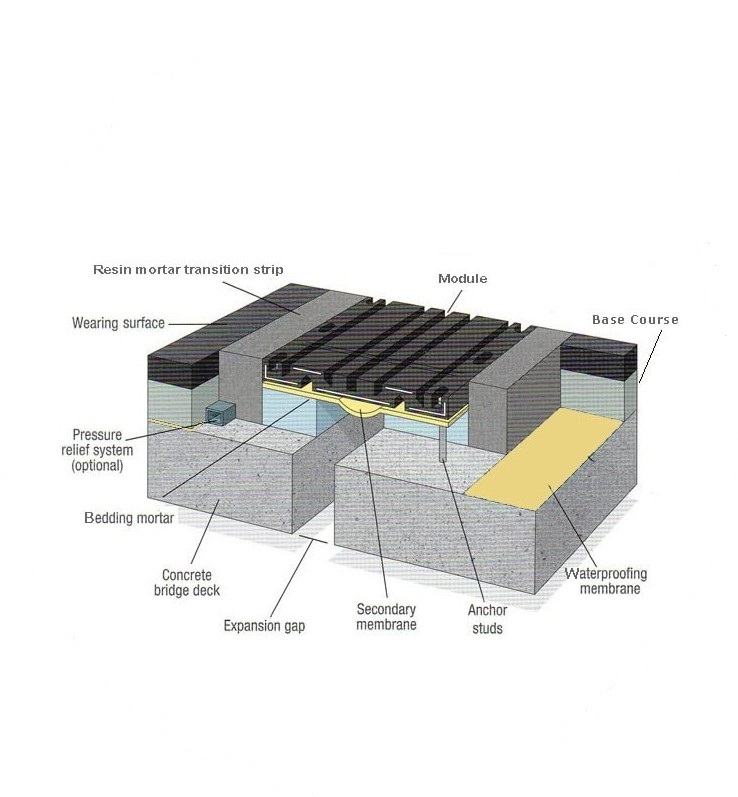 Resin mortar transition strip
Module
Wearing surface
Base Course
Pressure
relief system
(optional)
Bedding mortar
Concrete
bridge deck
Expansion gap
Secondary
membrane
Anchor
studs
Waterproofing
membrane